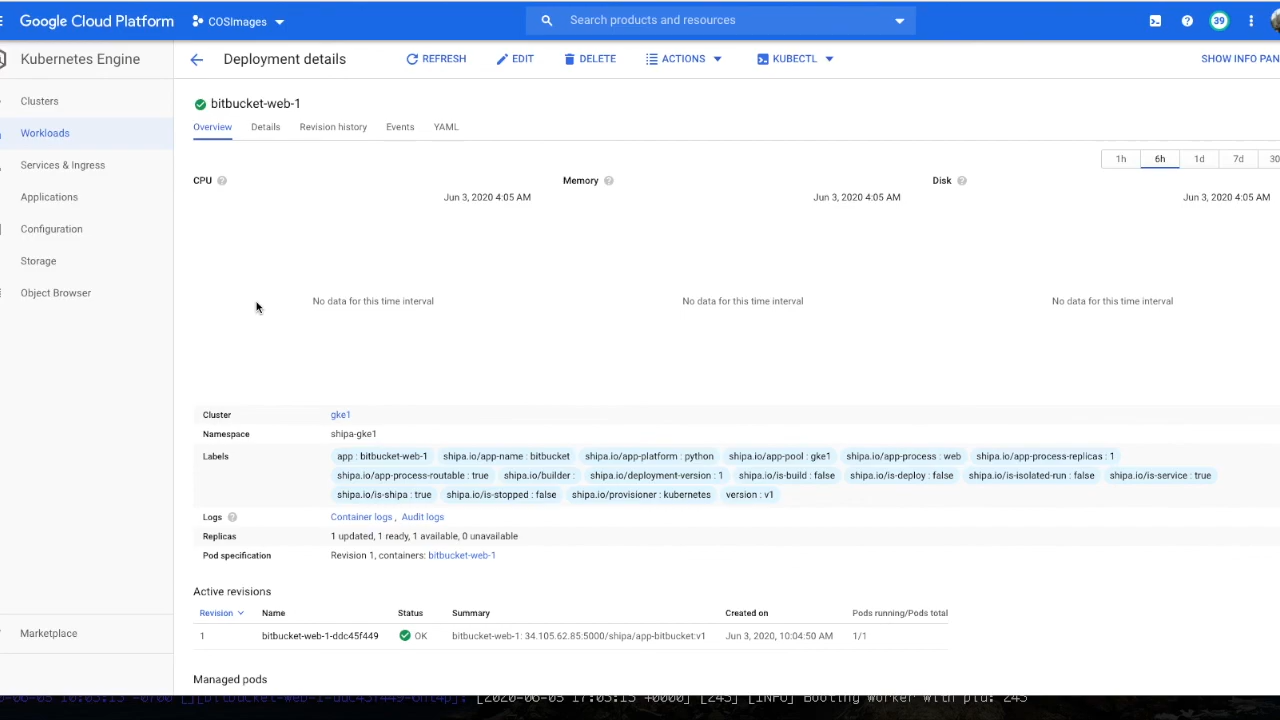 Google Cloud Platform COSImages Search products and resources 39
Kubernetes Engine Deployment details REFRESH EDIT DELETE ACTIONS KUBECTL SHOW INFO PAN
Clusters
Workloads
Services & Ingress
Applications
Configuration
Storage
Object Browser
Marketplace
bitbucket-web-1
Overview Details Revision history Events YAML
1h 6h 1d 7d 30
CPU Memory Disk
Jun 3, 2020 4:05 AM Jun 3, 2020 4:05 AM Jun 3, 2020 4:05 AM
No data for this time interval No data for this time interval No data for this time interval
Cluster gke1
Namespace shipa-gke1
Labels app : bitbucket-web-1 shipa.io/app-name : bitbucket shipa.io/app-platform : python shipa.io/app-pool : gke1 shipa.io/app-process : web shipa.io/app-process-replicas : 1
shipa.io/app-process-routable : true shipa.io/builder : shipa.io/deployment-version : 1 shipa.io/is-build : false shipa.io/is-deploy : false shipa.io/is-isolated-run : false shipa.io/is-service : true
shipa.io/is-shipa : true shipa.io/is-stopped : false shipa.io/provisioner : kubernetes version : v1
Logs Container logs , Audit logs
Replicas 1 updated, 1 ready, 1 available, 0 unavailable
Pod specification Revision 1, containers: bitbucket-web-1
Active revisions
Revision Name Status Summary Created on Pods running/Pods total
1 bitbucket-web-1-ddc45f449 OK bitbucket-web-1: 34.105.62.85:5000/shipa/app-bitbucket:v1 Jun 3, 2020, 10:04:50 AM 1/1
Managed pods
[INFO] Booting worker with pid: 243